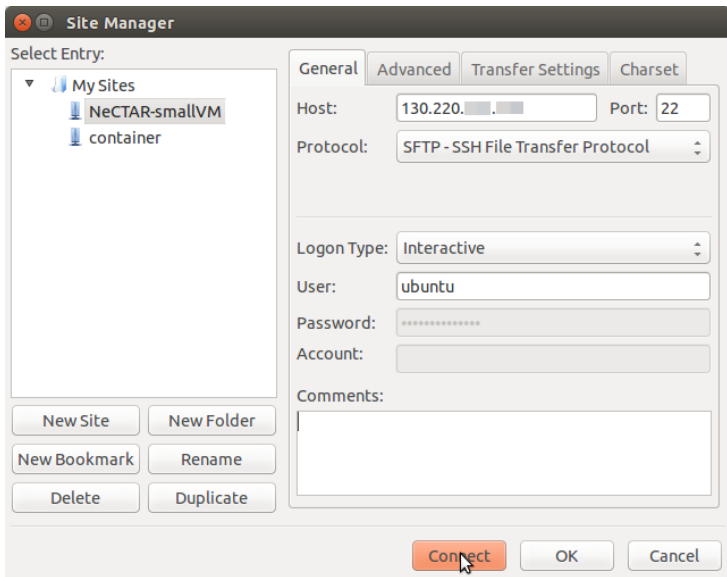 Site Manager
Select Entry:
My Sites
NeCTAR-smallVM
container
New Site
New Folder
New Bookmark
Rename
Delete
Duplicate
General
Advanced
Transfer Settings
Charset
Host:
130.220.
Port:
22
Protocol:
SFTP - SSH File Transfer Protocol
Logon Type:
Interactive
User:
ubuntu
Password:
••••••••••••••
Account:
Comments:
Connect
OK
Cancel